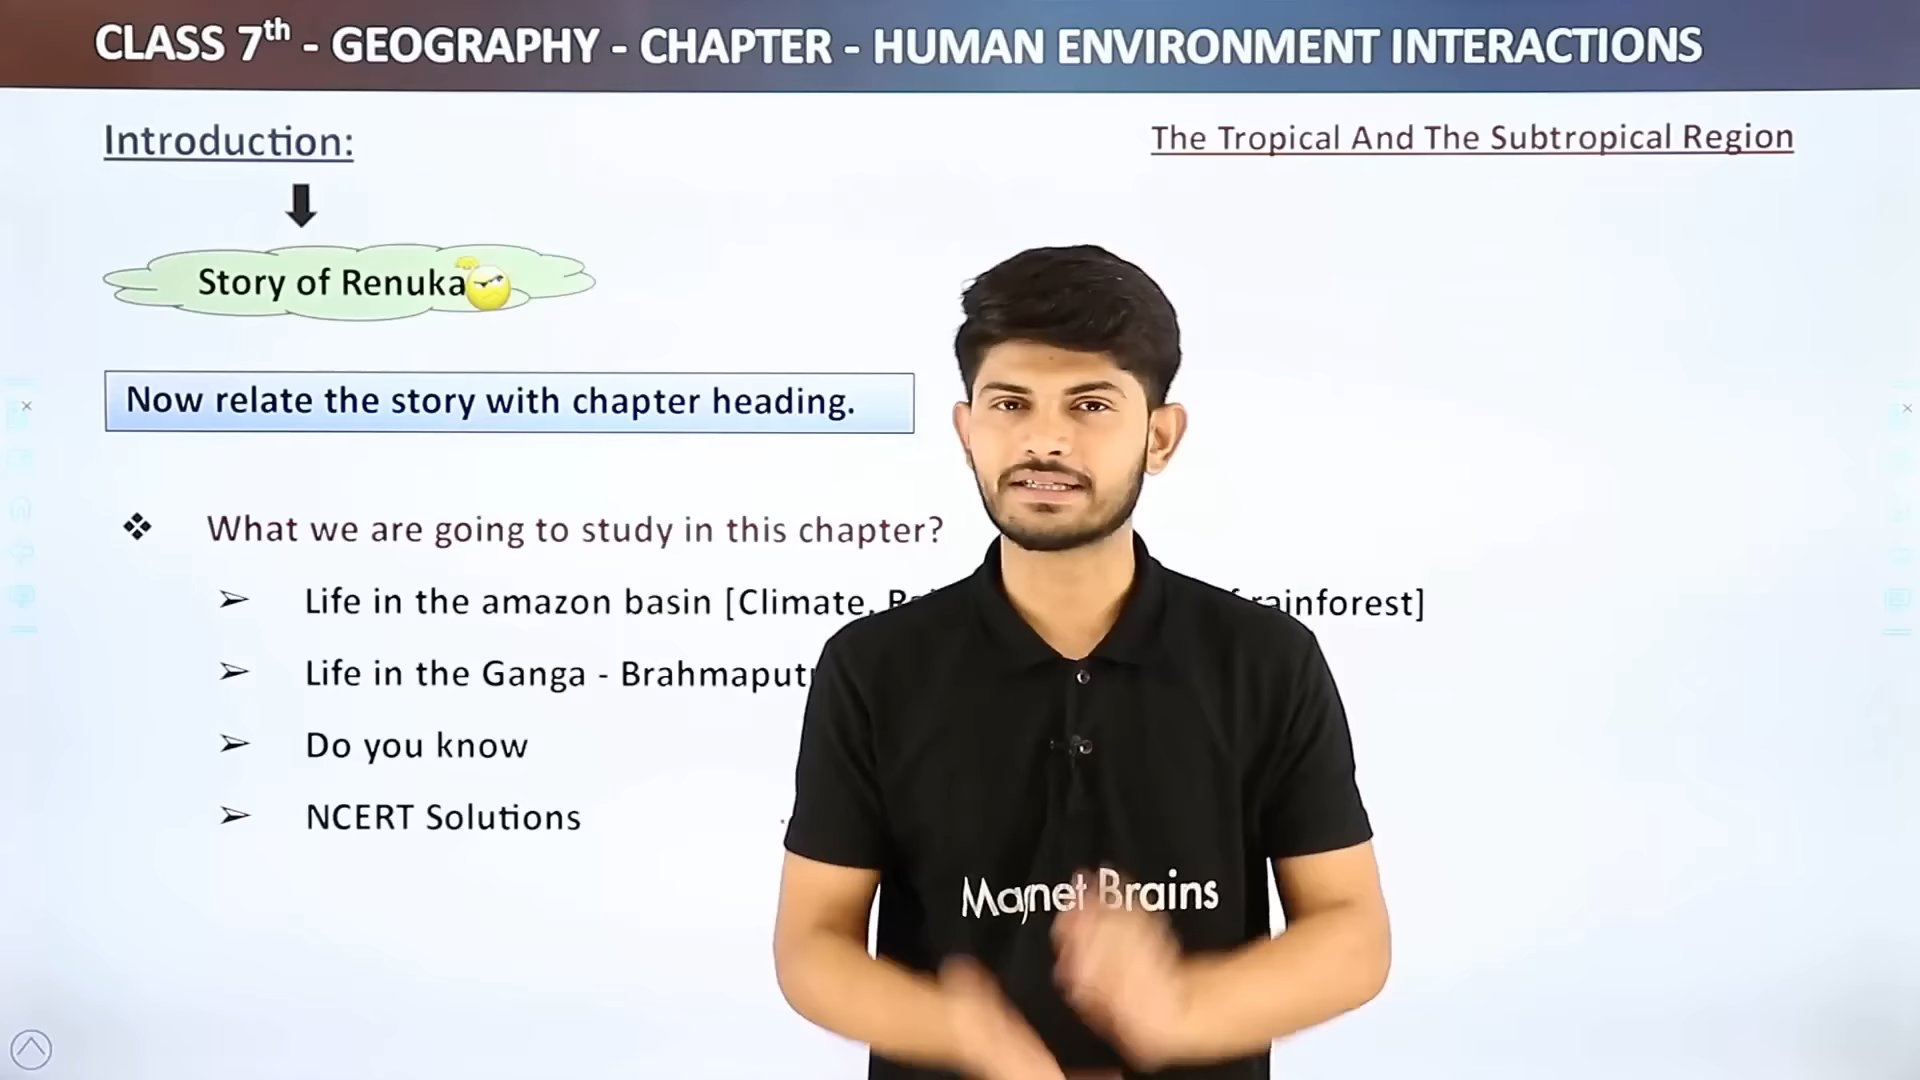 CLASS 7th - GEOGRAPHY - CHAPTER - HUMAN ENVIRONMENT INTERACTIONS
Introduction:
The Tropical And The Subtropical Region
Story of Renuka
Now relate the story with chapter heading.
What we are going to study in this chapter?
Life in the amazon basin [Climate, rainforest]
Life in the Ganga -
Do you know
NCERT Solutions
Magnet Brains